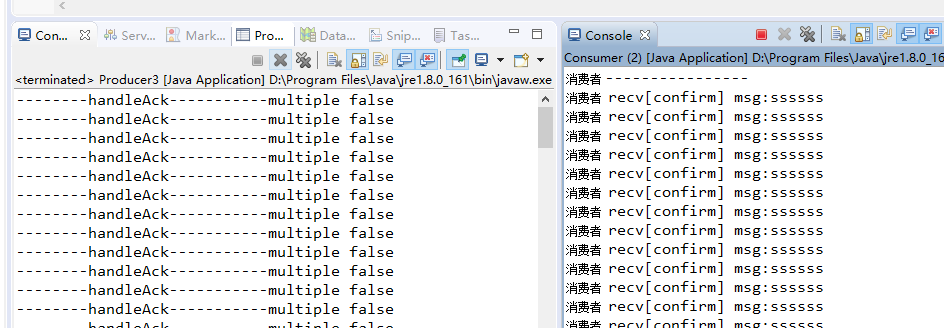 Con...
Serv...
Mark...
Pro...
Data...
Snip...
Tas...
<terminated> Producer3 [Java Application] D:\Program Files\Java\jre1.8.0_161\bin\javaw.exe
--------handleAck-----------multiple false
--------handleAck-----------multiple false
--------handleAck-----------multiple false
--------handleAck-----------multiple false
--------handleAck-----------multiple false
--------handleAck-----------multiple false
--------handleAck-----------multiple false
--------handleAck-----------multiple false
--------handleAck-----------multiple false
--------handleAck-----------multiple false
--------handleAck-----------multiple false
--------handleAck-----------multiple false
--------handleAck-----------multiple false
Console
Consumer (2) [Java Application] D:\Program Files\Java\jre1.8.0_16
消费者 ----------------
消费者 recv[confirm] msg:ssssss
消费者 recv[confirm] msg:ssssss
消费者 recv[confirm] msg:ssssss
消费者 recv[confirm] msg:ssssss
消费者 recv[confirm] msg:ssssss
消费者 recv[confirm] msg:ssssss
消费者 recv[confirm] msg:ssssss
消费者 recv[confirm] msg:ssssss
消费者 recv[confirm] msg:ssssss
消费者 recv[confirm] msg:ssssss
消费者 recv[confirm] msg:ssssss
消费者 recv[confirm] msg:ssssss
消费者 recv[confirm] msg:ssssss